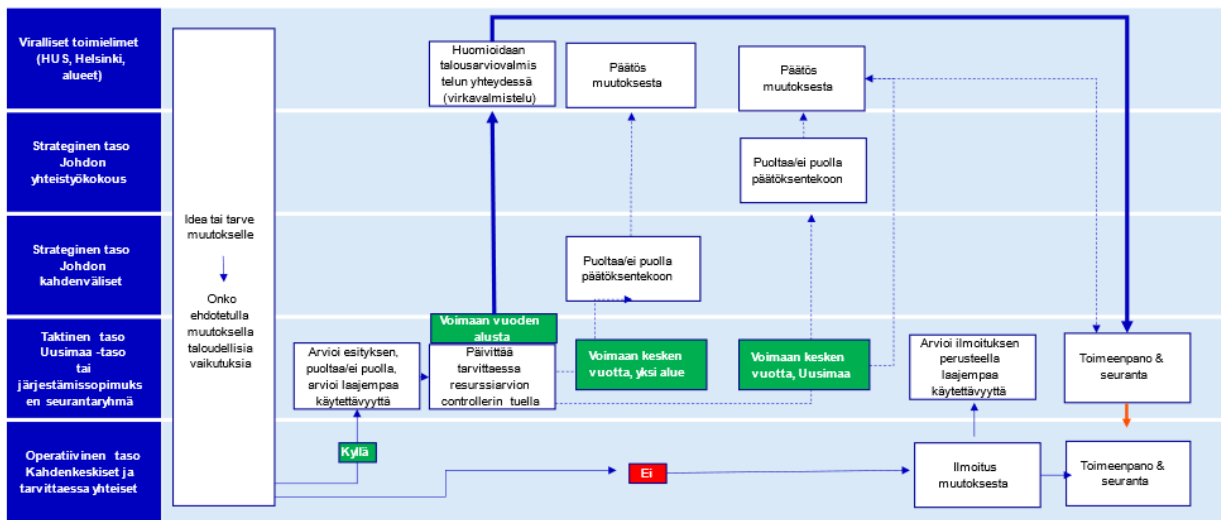 Viralliset toimielimet
(HUS, Helsinki,
alueet)
Strateginen taso
Johdon
yhteistyökokous
Strateginen taso
Johdon
kahdenväliset
Taktinen taso
Uusimaa -taso
tai
järjestämissopimuks
en seurantaryhmä
Operatiivinen taso
Kahdenkeskiset ja
tarvittaessa yhteiset
Idea tai tarve
muutokselle
Onko
ehdotetulla
muutoksella
taloudellisia
vaikutuksia
Huomioidaan
talousarviovalmis
telun yhteydessä
(virkavalmistelu)
Päätös
muutoksesta
Päätös
muutoksesta
Puoltaa/ei puolla
päätöksentekoon
Puoltaa/ei puolla
päätöksentekoon
Voimaan vuoden
alusta
Arvioi esityksen,
puoltaa/ei puolla,
arvioi laajempaa
käytettävyyttä
Päivittää
tarvittaessa
resurssiarvion
controllerin tuella
Voimaan kesken
vuotta, yksi alue
Voimaan kesken
vuotta, Uusimaa
Arvioi ilmoituksen
perusteella
laajempaa
käytettävyyttä
Toimeenpano &
seuranta
Kyllä
Ei
Ilmoitus
muutoksesta
Toimeenpano &
seuranta